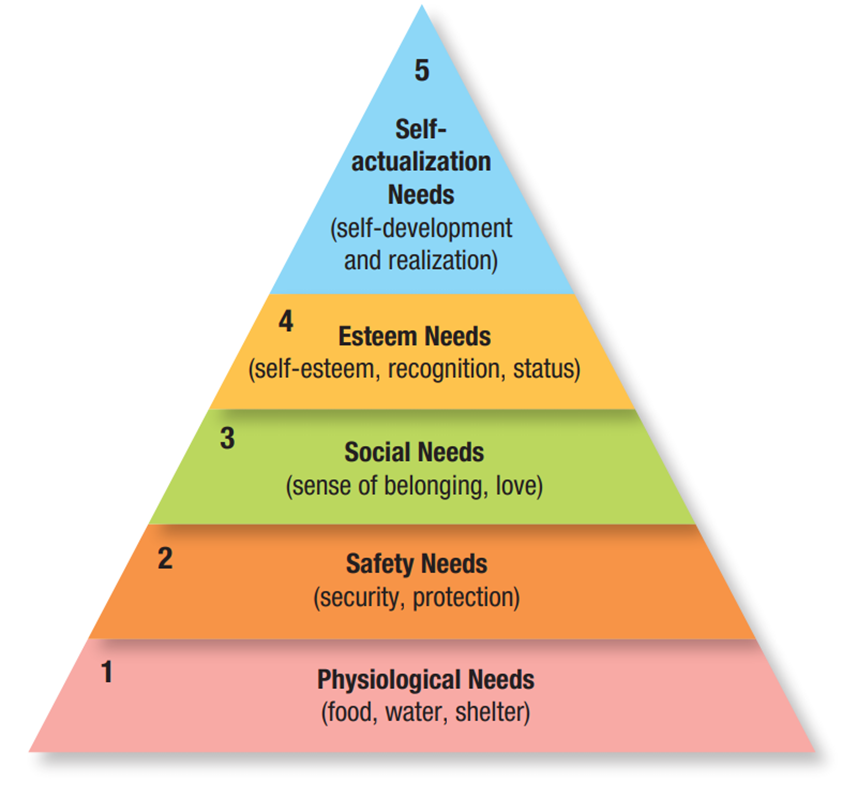 5
Self-
actualization
Needs
(self-development
and realization)
4
Esteem Needs
(self-esteem, recognition, status)
3
Social Needs
(sense of belonging, love)
2
Safety Needs
(security, protection)
1
Physiological Needs
(food, water, shelter)